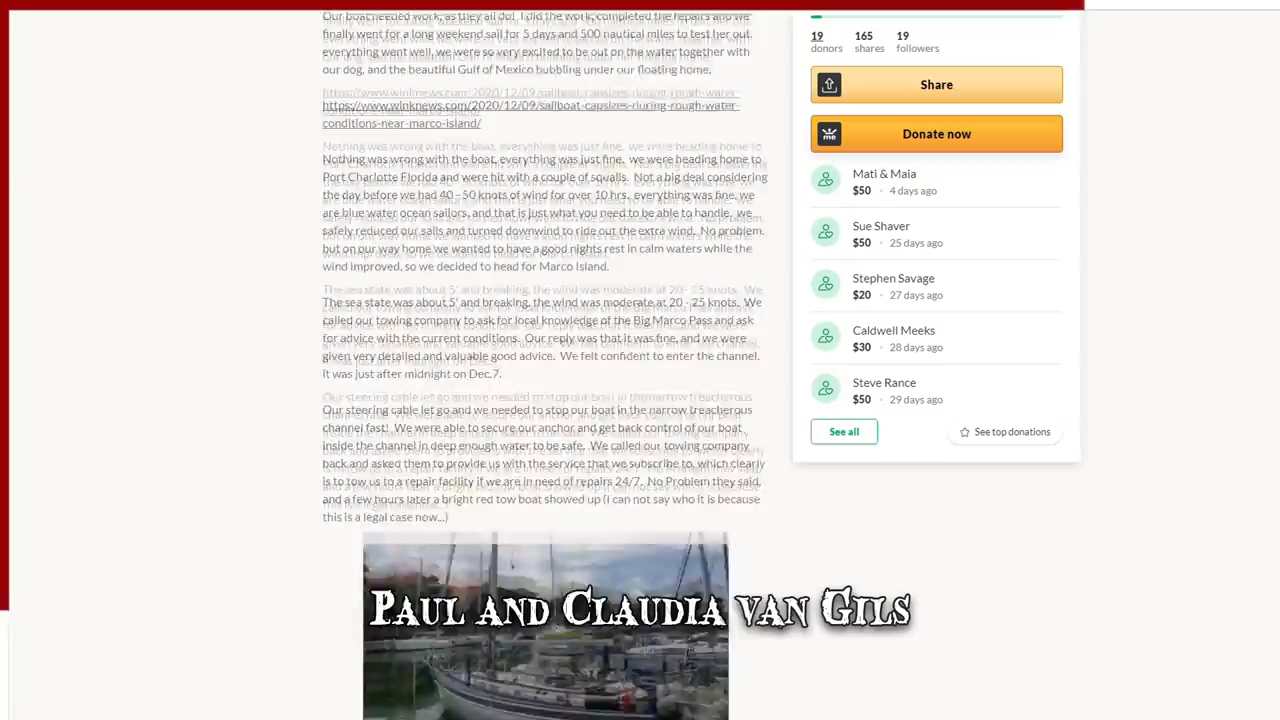 Our boat needed work, as they all do! I did the work, completed the repairs and we
finally went for a long weekend sail for 5 days and 500 nautical miles to test her out.
everything went well, we were so very excited to be out on the water together with
our dog, and the beautiful Gulf of Mexico bubbling under our floating home.
https://www.winknews.com/2020/12/09/sailboat-capsizes-during-rough-water-
conditions-near-marco-island/
Nothing was wrong with the boat, everything was just fine, we were heading home to
Port Charlotte Florida and were hit with a couple of squalls. Not a big deal considering
the day before we had 40 - 50 knots of wind for over 10 hrs. everything was fine, we
are blue water ocean sailors, and that is just what you need to be able to handle, we
safely reduced our sails and turned downwind to ride out the extra wind. No problem.
but on our way home we wanted to have a good nights rest in calm waters while the
wind improved, so we decided to head for Marco Island.
The sea state was about 5' and breaking, the wind was moderate at 20 - 25 knots. We
called our towing company to ask for local knowledge of the Big Marco Pass and ask
for advice with the current conditions. Our reply was that it was fine, and we were
given very detailed and valuable good advice. We felt confident to enter the channel.
It was just after midnight on Dec.7.
Our steering cable let go and we needed to stop our boat in the narrow treacherous
channel fast! We were able to secure our anchor and get back control of our boat
inside the channel in deep enough water to be safe. We called our towing company
back and asked them to provide us with the service that we subscribe to, which clearly
is to tow us to a repair facility if we are in need of repairs 24/7. No Problem they said,
and a few hours later a bright red tow boat showed up (i can not say who it is because
this is a legal case now...)
PAUL AND CLAUDIA VAN GILS
19 165 19
donors shares followers
Share
Donate now
Mati & Maia
$50 • 4 days ago
Sue Shaver
$50 • 25 days ago
Stephen Savage
$20 • 27 days ago
Caldwell Meeks
$30 • 28 days ago
Steve Rance
$50 • 29 days ago
See all
See top donations